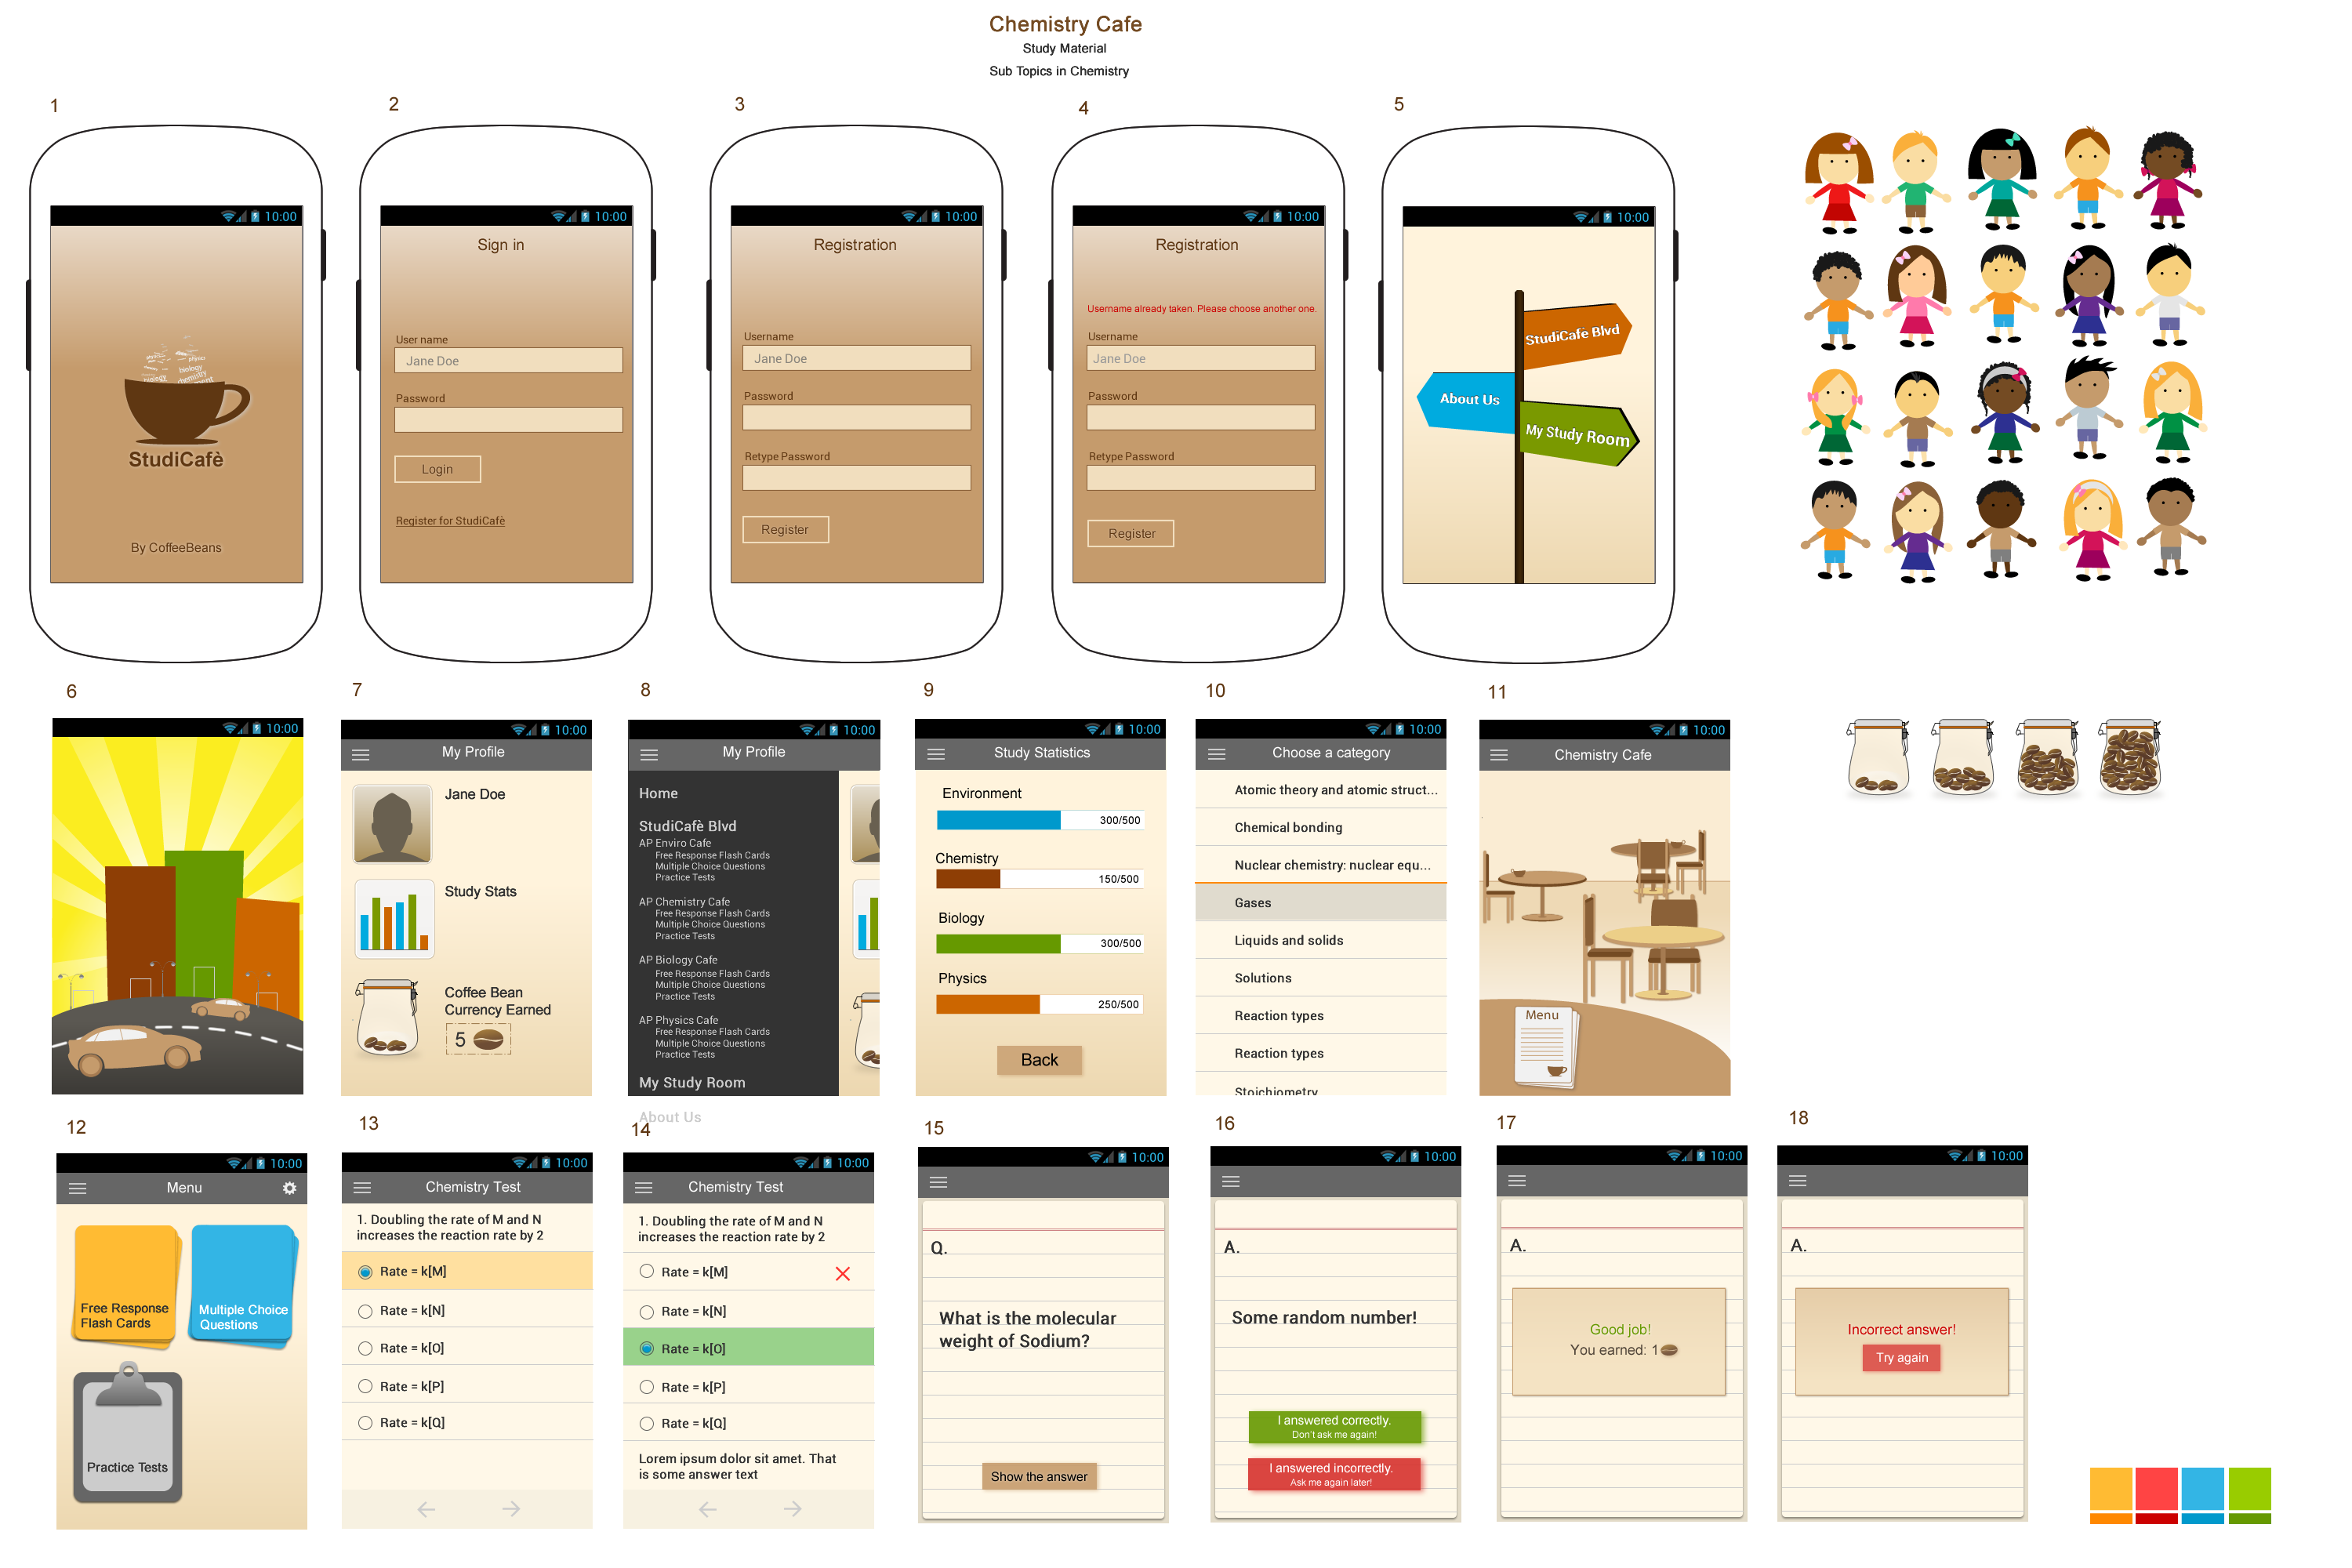 Chemistry Cafe
Study Material
Sub Topics in Chemistry
1
2
3
4
5
10:00
biology
chemistry
StudiCafè
By CoffeeBeans
10:00
Sign in
User name
Jane Doe
Password
Login
Register for StudiCafè
10:00
Registration
Username
Jane Doe
Password
Retype Password
Register
10:00
Registration
Username already taken. Please choose another one.
Username
Jane Doe
Password
Retype Password
Register
10:00
StudiCafè Blvd
About Us
My Study Room
6
7
8
9
10
11
10:00
10:00
My Profile
Jane Doe
Study Stats
Coffee Bean
Currency Earned
5
10:00
My Profile
Home
StudiCafè Blvd
AP Enviro Cafe
Free Response Flash Cards
Multiple Choice Questions
Practice Tests
AP Chemistry Cafe
Free Response Flash Cards
Multiple Choice Questions
Practice Tests
AP Biology Cafe
Free Response Flash Cards
Multiple Choice Questions
Practice Tests
AP Physics Cafe
Free Response Flash Cards
Multiple Choice Questions
Practice Tests
My Study Room
About Us
10:00
Study Statistics
Environment
300/500
Chemistry
150/500
Biology
300/500
Physics
250/500
Back
10:00
Choose a category
Atomic theory and atomic struct...
Chemical bonding
Nuclear chemistry: nuclear equ...
Gases
Liquids and solids
Solutions
Reaction types
Reaction types
Stoichiometry
10:00
Chemistry Cafe
Menu
12
13
14
15
16
17
18
10:00
Menu
Free Response
Flash Cards
Multiple Choice
Questions
Practice Tests
10:00
Chemistry Test
1. Doubling the rate of M and N
increases the reaction rate by 2
Rate = k[M]
Rate = k[N]
Rate = k[O]
Rate = k[P]
Rate = k[Q]
10:00
Chemistry Test
1. Doubling the rate of M and N
increases the reaction rate by 2
Rate = k[M]
Rate = k[N]
Rate = k[O]
Rate = k[P]
Rate = k[Q]
Lorem ipsum dolor sit amet. That
is some answer text
10:00
Q.
What is the molecular
weight of Sodium?
Show the answer
10:00
A.
Some random number!
I answered correctly.
Don't ask me again!
I answered incorrectly.
Ask me again later!
10:00
A.
Good job!
You earned: 1
10:00
A.
Incorrect answer!
Try again